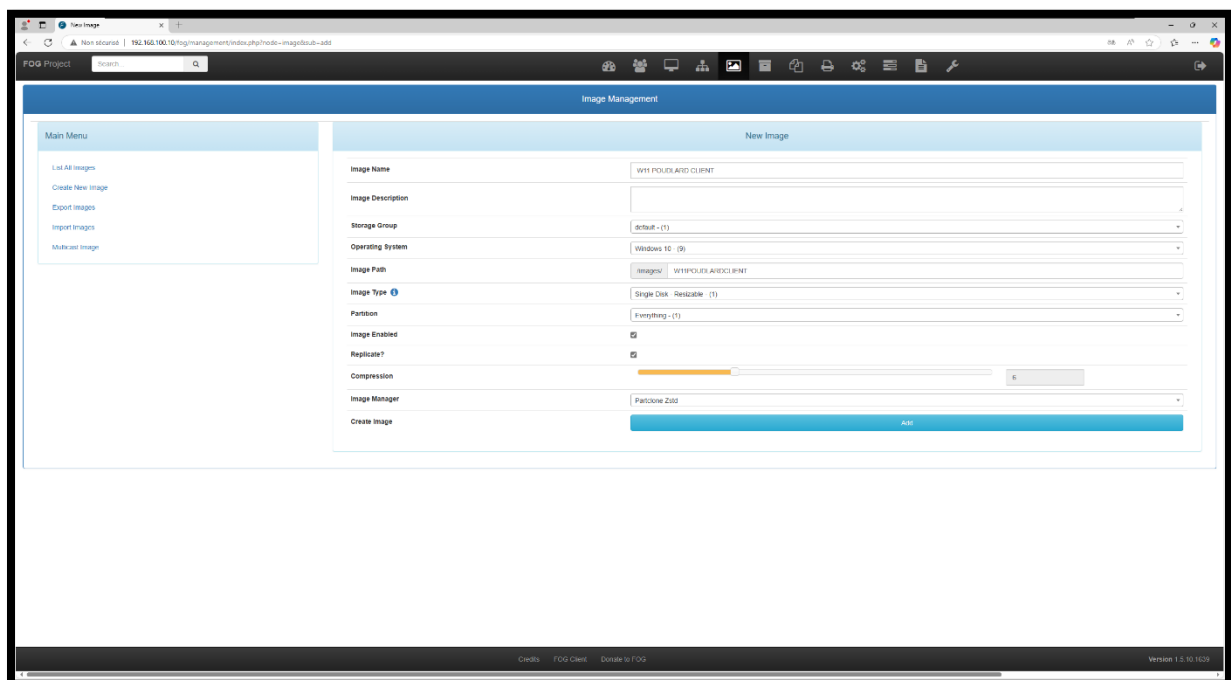 New Image
Non sécurisé | 192.168.100.10/fog/management/index.php?node=image&sub=add
FOG Project
Search...
Image Management
Main Menu
List All Images
Create New Image
Export Images
Import Images
Multicast Image
New Image
Image Name
W11 POUDLARD CLIENT
Image Description
Storage Group
default - (1)
Operating System
Windows 10 - (9)
Image Path
/images/ W11POUDLARDCLIENT
Image Type
Single Disk - Resizable - (1)
Partition
Everything - (1)
Image Enabled
Replicate?
Compression
6
Image Manager
Partclone Zstd
Create Image
Add
Credits FOG Client Donate to FOG
Version 1.5.10.1639